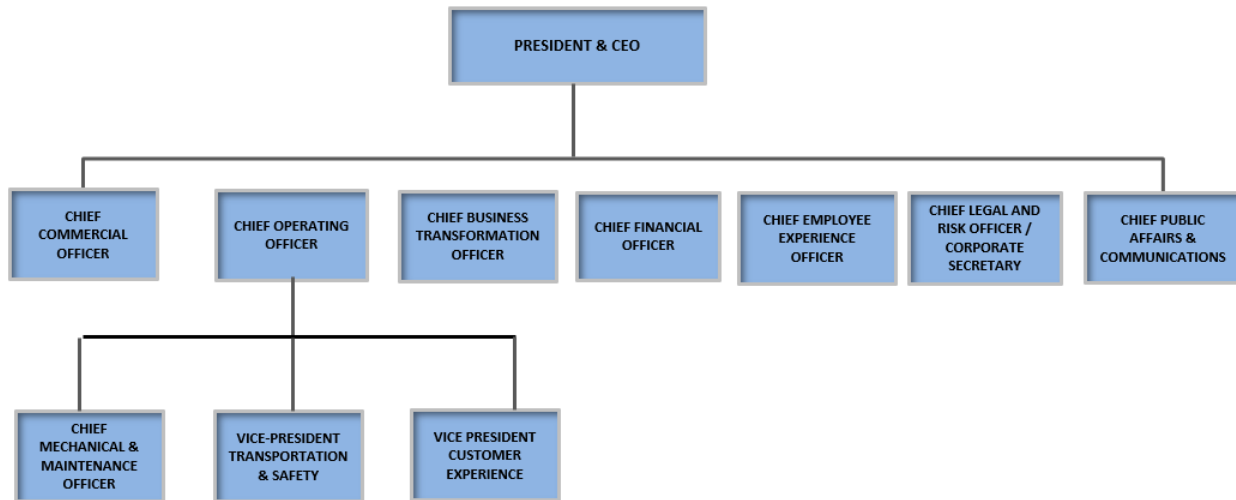 PRESIDENT & CEO
CHIEF
COMMERCIAL
OFFICER
CHIEF OPERATING
OFFICER
CHIEF BUSINESS
TRANSFORMATION
OFFICER
CHIEF FINANCIAL
OFFICER
CHIEF EMPLOYEE
EXPERIENCE
OFFICER
CHIEF LEGAL AND
RISK OFFICER /
CORPORATE
SECRETARY
CHIEF PUBLIC
AFFAIRS &
COMMUNICATIONS
CHIEF
MECHANICAL &
MAINTENANCE
OFFICER
VICE-PRESIDENT
TRANSPORTATION
& SAFETY
VICE PRESIDENT
CUSTOMER
EXPERIENCE